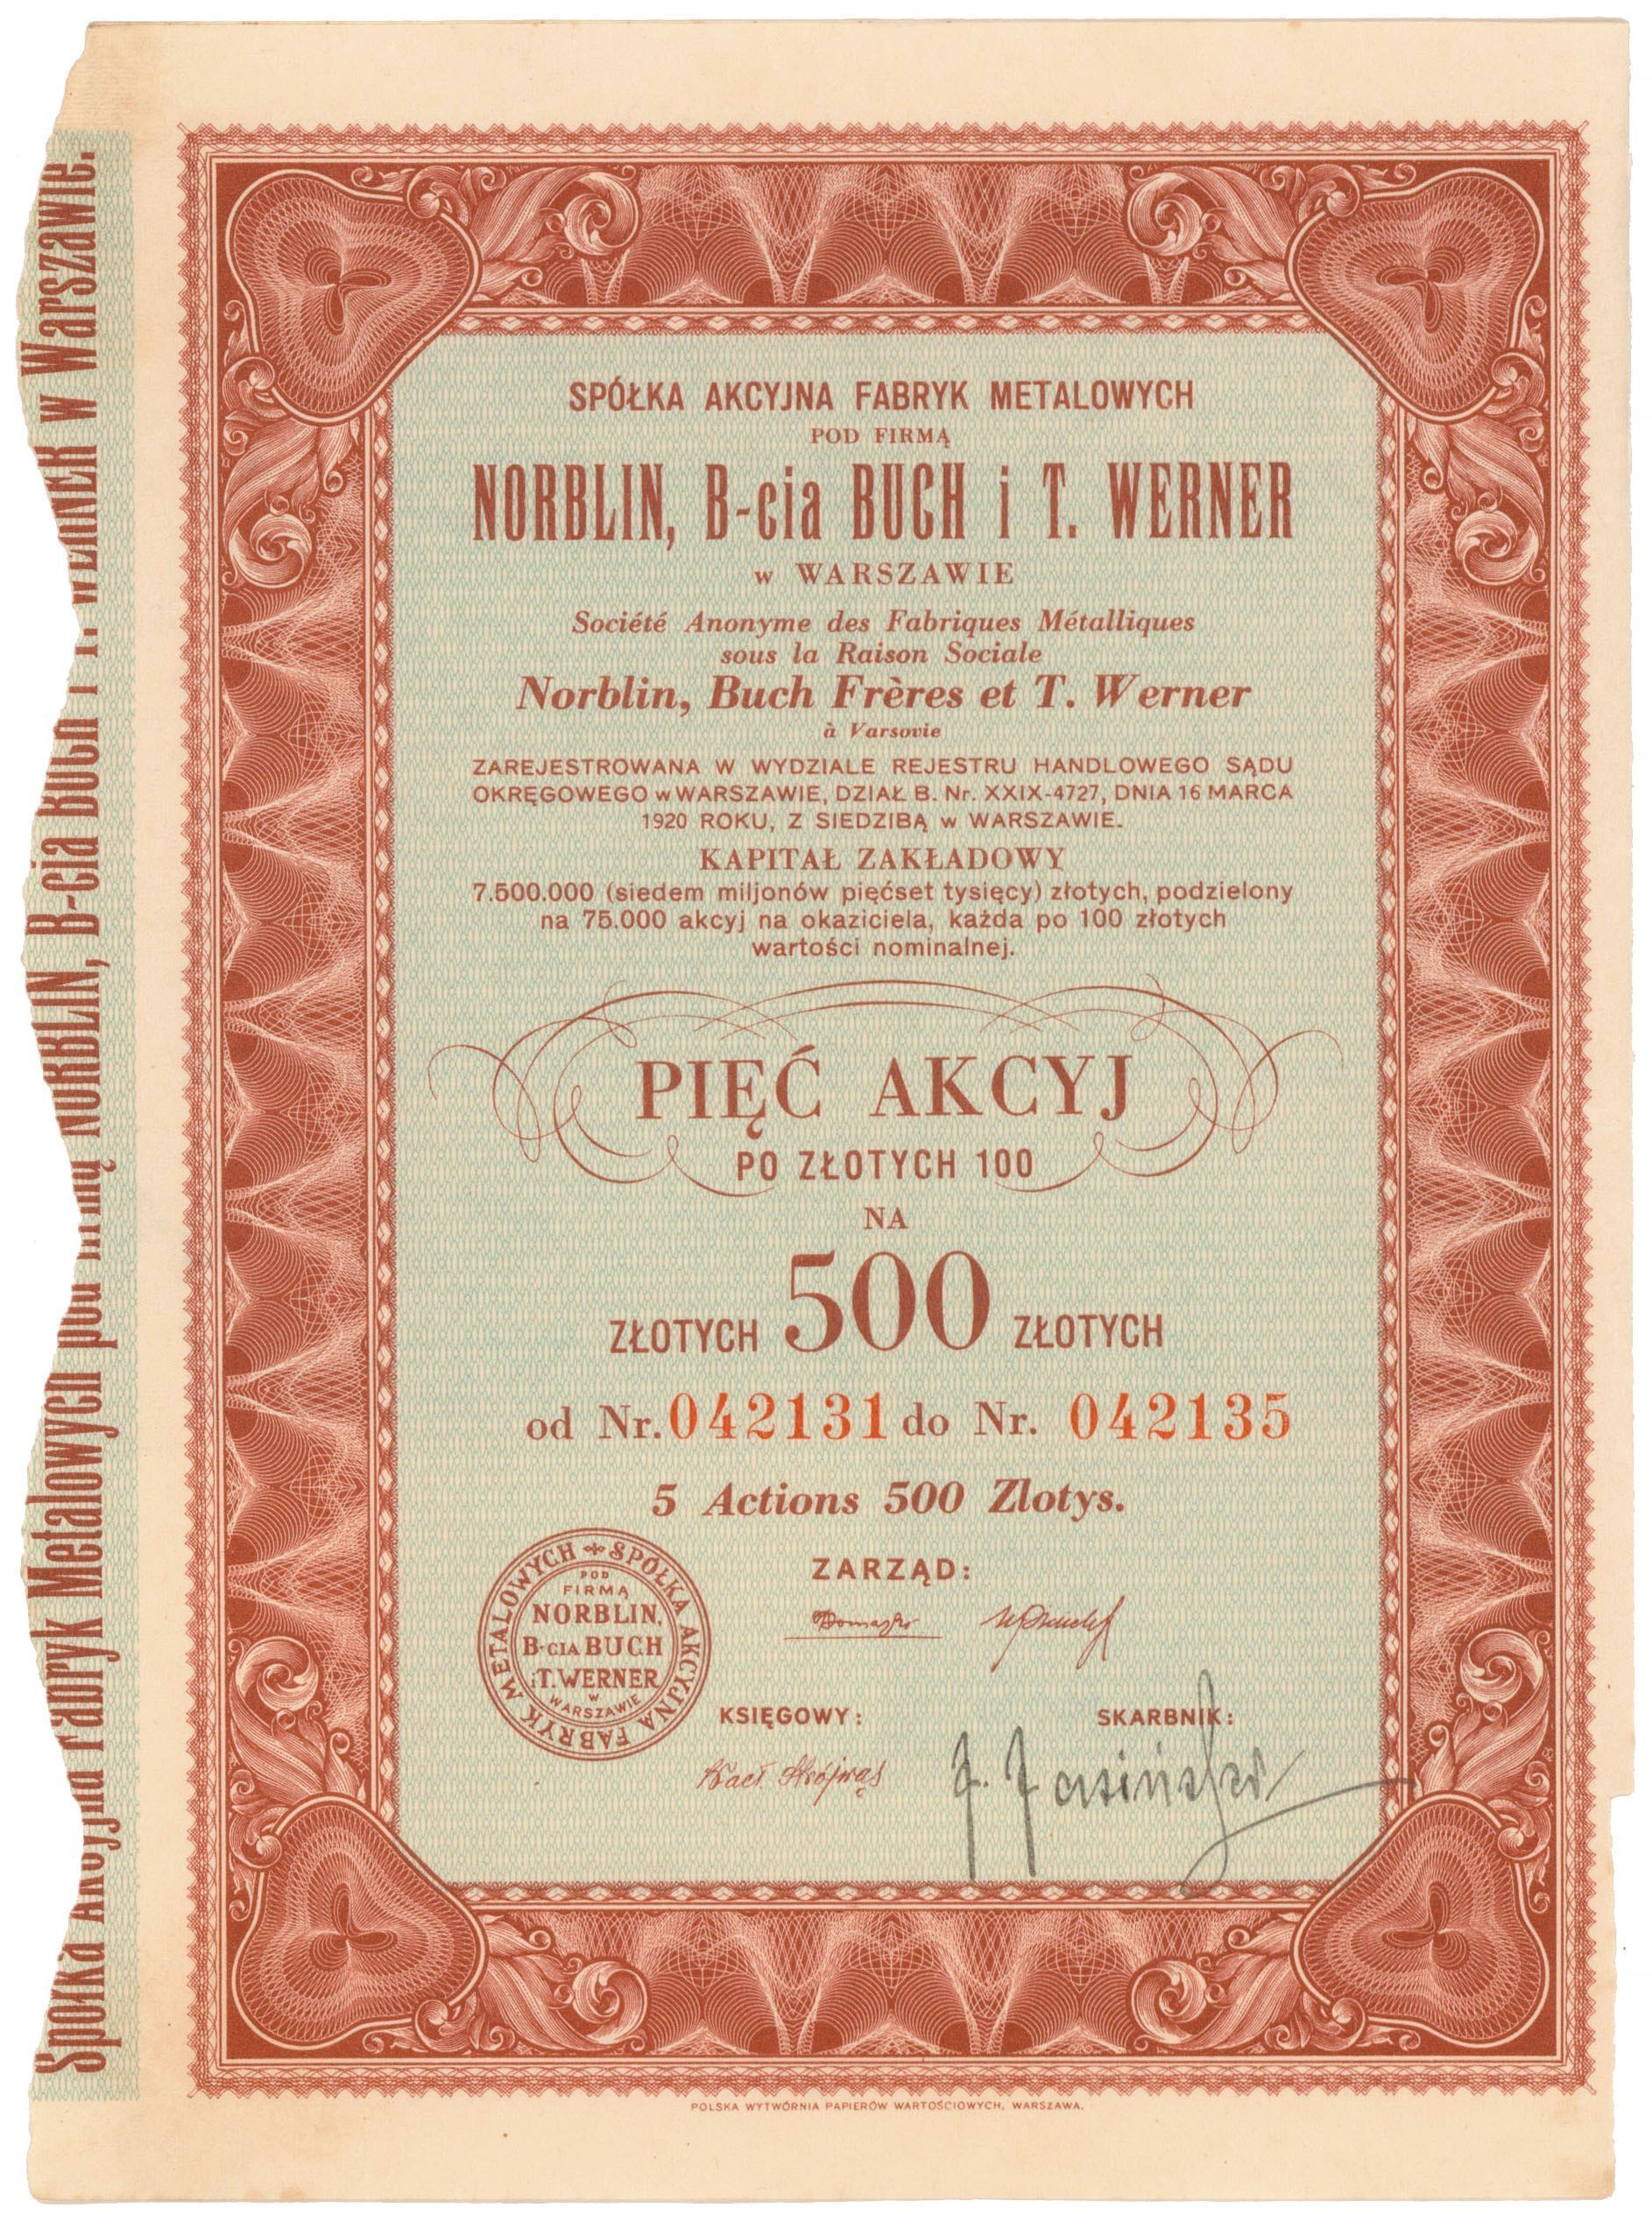 SPÓŁKA AKCYJNA FABRYK METALOWYCH
POD FIRMĄ
NORBLIN, B-cia BUCH i T. WERNER
w WARSZAWIE
Société Anonyme des Fabriques Métalliques
sous la Raison Sociale
Norblin, Buch Frères et T. Werner
à Varsovie
ZAREJESTROWANA W WYDZIALE REJESTRU HANDLOWEGO SĄDU
OKRĘGOWEGO w WARSZAWIE, DZIAŁ B. Nr. XXIX-4727, DNIA 16 MARCA
1920 ROKU, Z SIEDZIBĄ w WARSZAWIE.
KAPITAŁ ZAKŁADOWY
7.500.000 (siedem miljonów pięćset tysięcy) złotych, podzielony
na 75.000 akcyj na okaziciela, każda po 100 złotych
wartości nominalnej.
PIĘĆ AKCYJ
PO ZŁOTYCH 100
NA
ZŁOTYCH 500 ZŁOTYCH
od Nr. 042131 do Nr. 042135
5 Actions 500 Zlotys.
ZARZĄD:
SPÓŁKA AKCYJNA FABRYK METALOWYCH
POD
FIRMĄ
NORBLIN,
B-CIA BUCH
i T. WERNER
W
WARSZAWIE
KSIĘGOWY: SKARBNIK:
J. Jasiński
POLSKA WYTWÓRNIA PAPIERÓW WARTOŚCIOWYCH, WARSZAWA.
Spółka Akcyjna Fabryk Metalowych pod firmą NORBLIN, B-cia BUCH i T. WERNER w Warszawie.